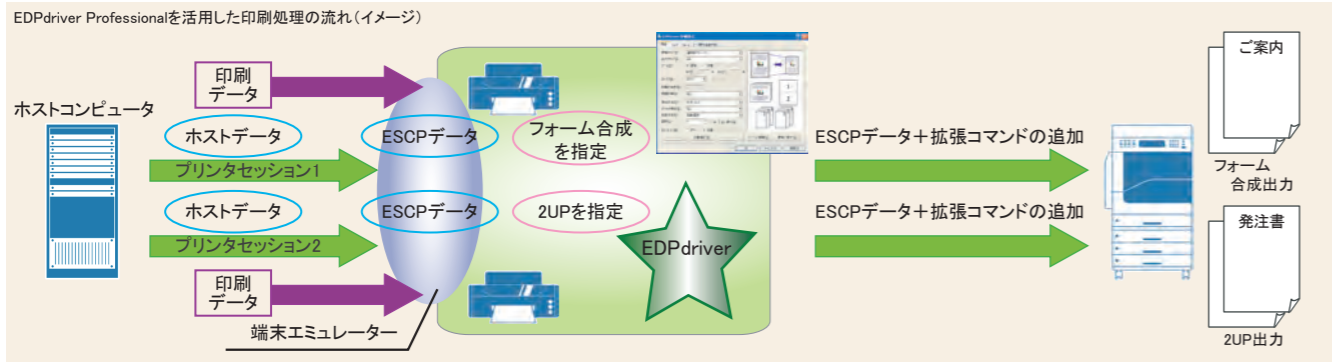 EDPdriver Professionalを活用した印刷処理の流れ(イメージ)
ホストコンピュータ
印刷
データ
ホストデータ
プリンタセッション1
ホストデータ
プリンタセッション2
印刷
データ
ESCPデータ
ESCPデータ
端末エミュレーター
フォーム合成
を指定
2UPを指定
EDPdriver
ESCPデータ+拡張コマンドの追加
ESCPデータ+拡張コマンドの追加
ご案内
フォーム
合成出力
発注書
2UP出力